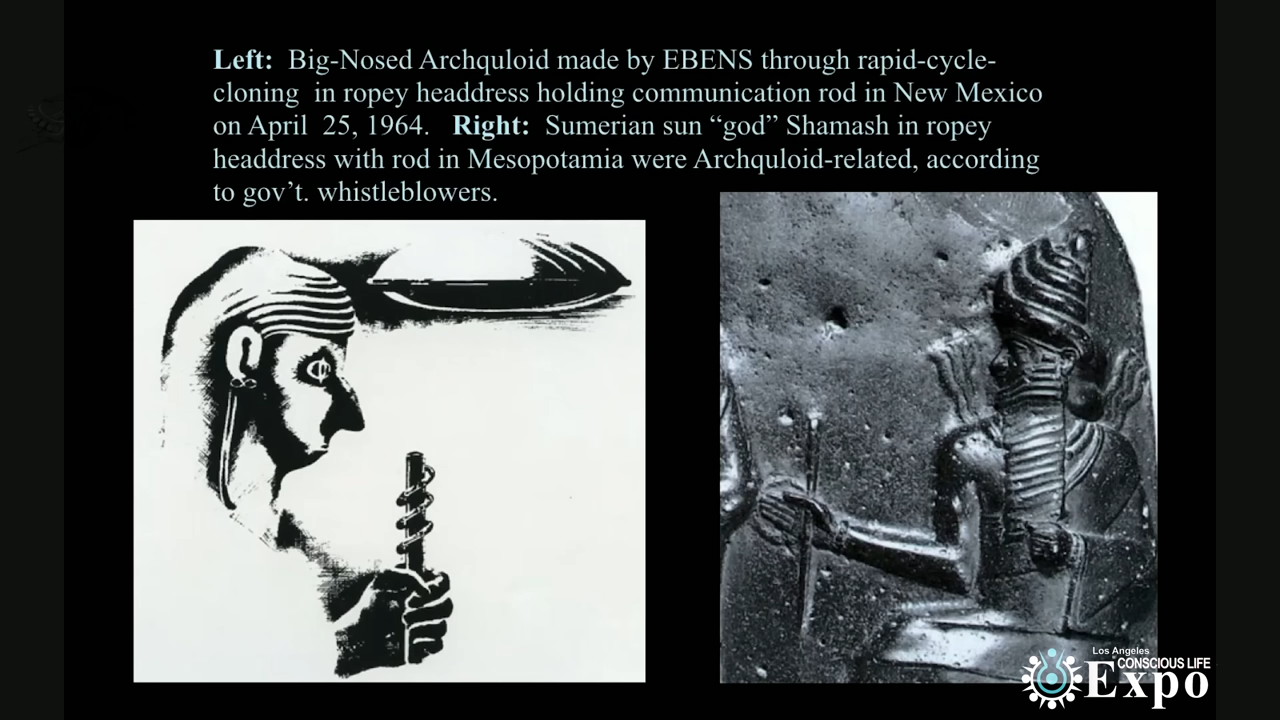 Left: Big-Nosed Archquloid made by EBENS through rapid-cycle-
cloning in ropey headdress holding communication rod in New Mexico
on April 25, 1964. Right: Sumerian sun “god” Shamash in ropey
headdress with rod in Mesopotamia were Archquloid-related, according
to gov’t. whistleblowers.
Los Angeles
CONSCIOUS LIFE
Expo